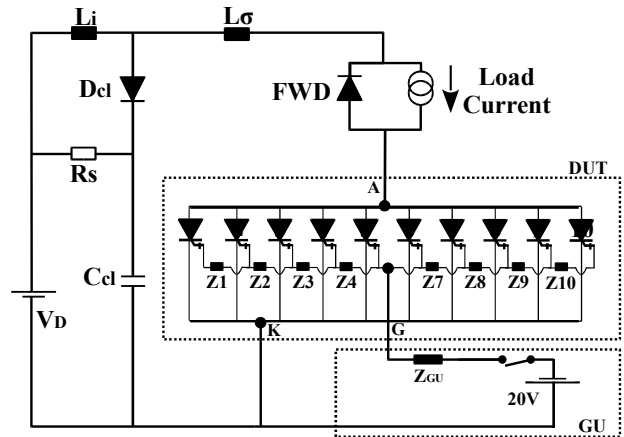 Li
Lσ
Dcl
FWD
Load
Current
Rs
DUT
A
Z1
Z2
Z3
Z4
Z7
Z8
Z9
Z10
Ccl
VD
K
G
ZGU
20V
GU